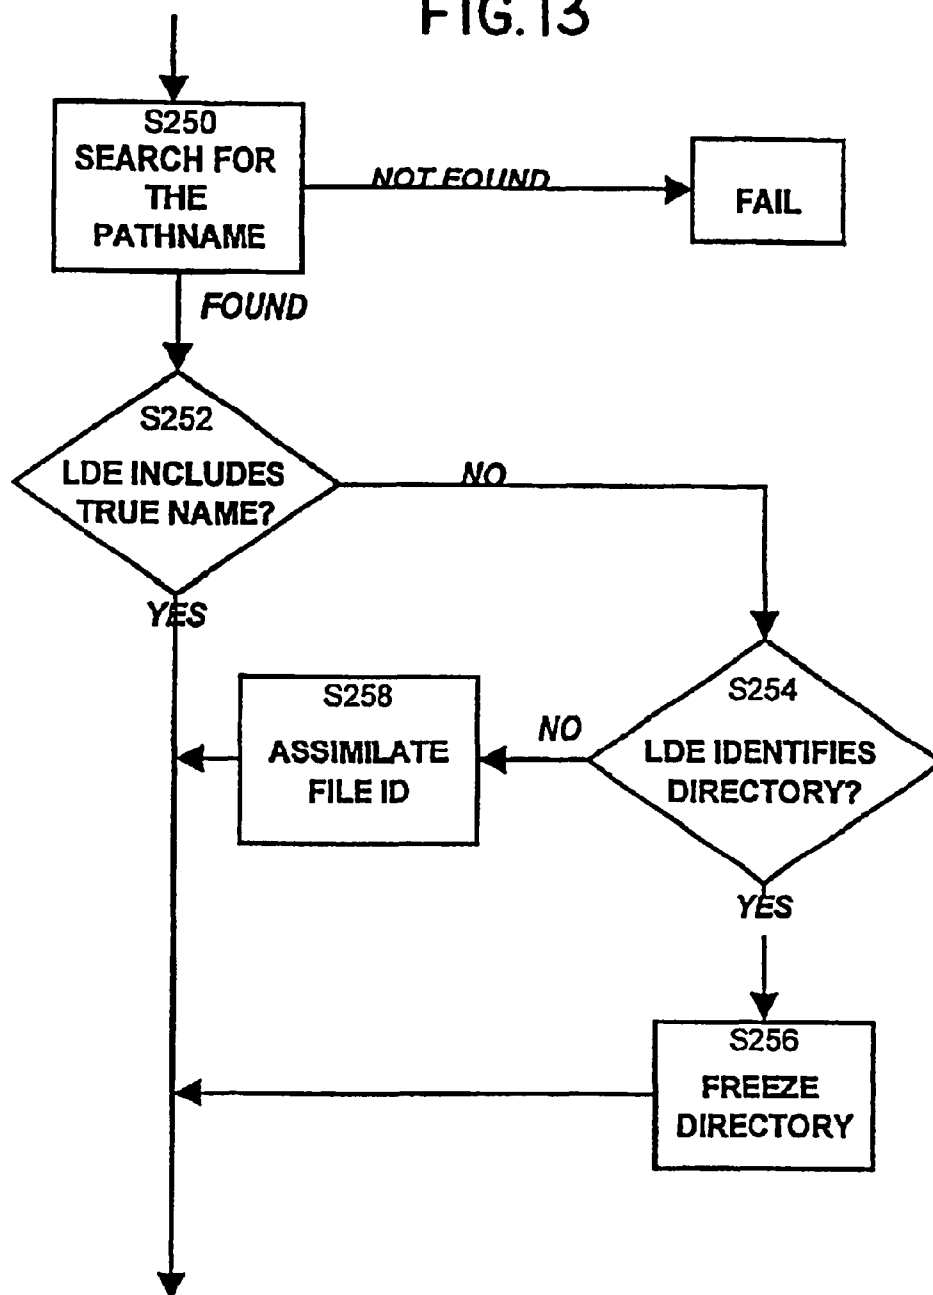 FIG.13
S250
SEARCH FOR
THE
PATHNAME
NOT FOUND
FAIL
FOUND
S252
LDE INCLUDES
TRUE NAME?
NO
YES
S254
LDE IDENTIFIES
DIRECTORY?
NO
S258
ASSIMILATE
FILE ID
YES
S256
FREEZE
DIRECTORY